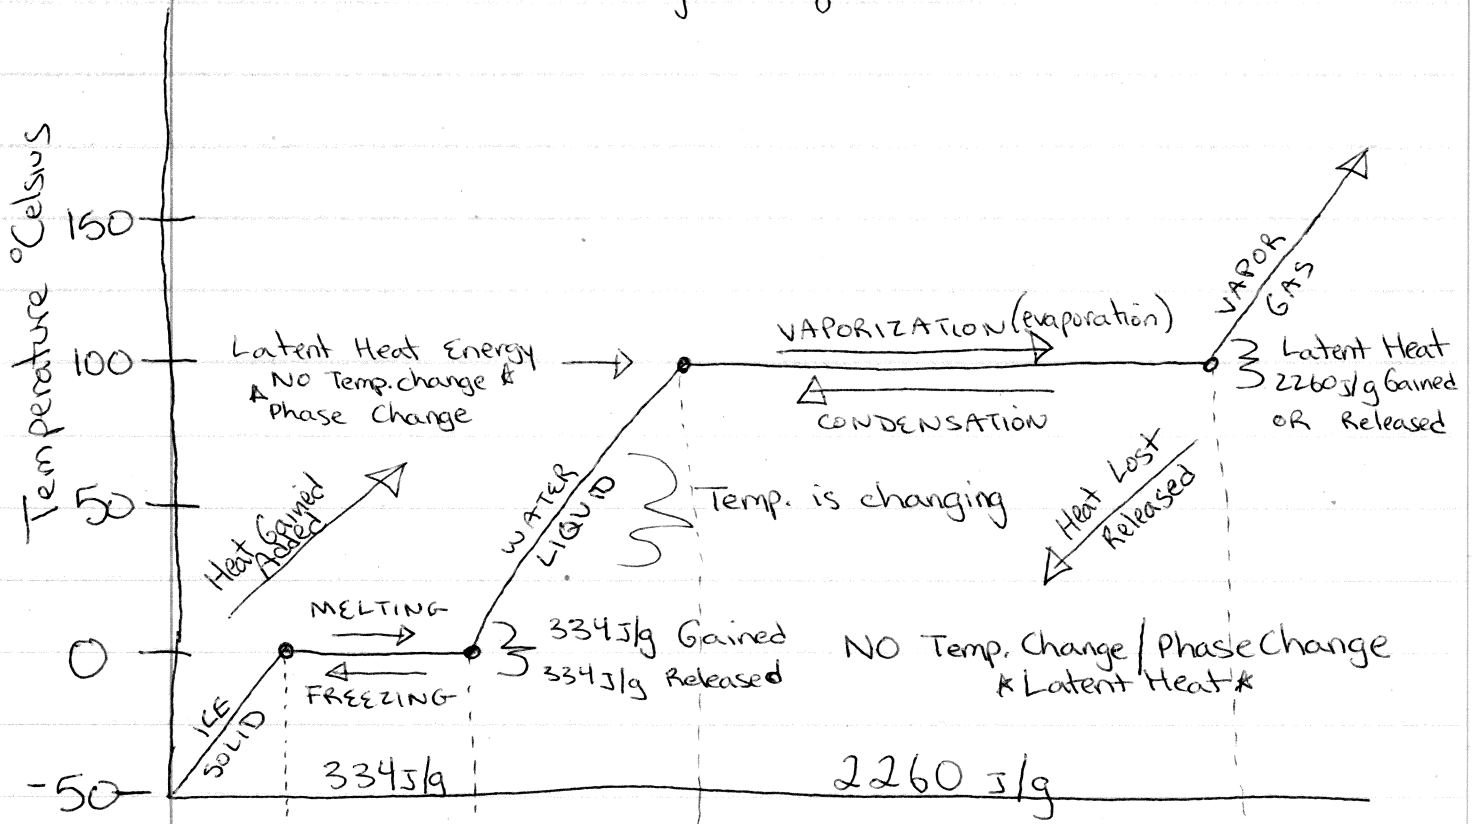 Temperature °Celsius
150
100
50
0
-50
VAPOR
GAS
VAPORIZATION (evaporation)
CONDENSATION
Latent Heat Energy
No Temp. change *
* Phase Change
Latent Heat
2260 J/g Gained
OR Released
Heat Gained
Added
WATER
LIQUID
Temp. is changing
Heat Lost
Released
MELTING
FREEZING
334 J/g Gained
334 J/g Released
NO Temp. Change / Phase Change
* Latent Heat *
ICE
SOLID
334 J/g
2260 J/g